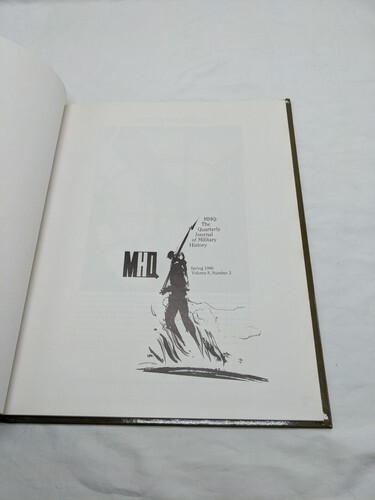 MHQ:
The
Quarterly
Journal
of Military
History
MHQ
Spring 1996
Volume 8, Number 3